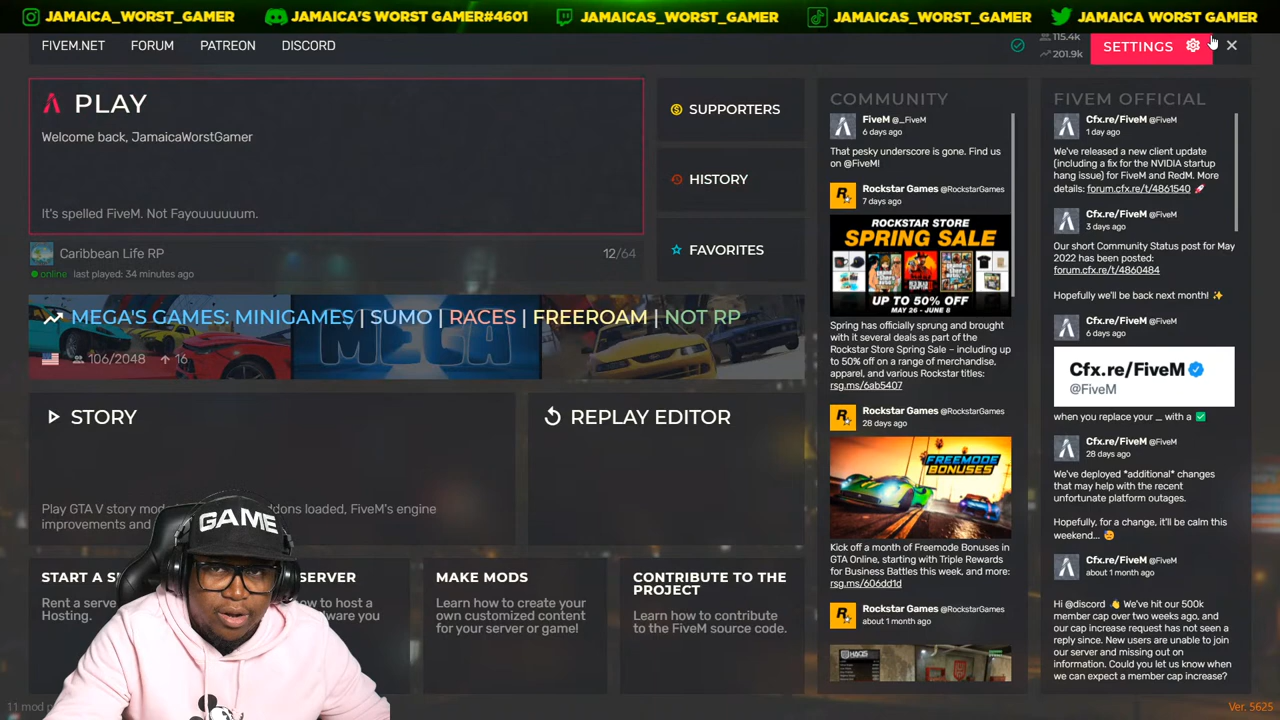 JAMAICA_WORST_GAMER
JAMAICA'S WORST GAMER#4601
JAMAICAS_WORST_GAMER
JAMAICAS_WORST_GAMER
JAMAICA WORST GAMER
FIVEM.NET
FORUM
PATREON
DISCORD
115.4k
201.9k
SETTINGS
PLAY
Welcome back, JamaicaWorstGamer
It's spelled FiveM. Not Fayouuuuuum.
Caribbean Life RP
12/64
online last played: 34 minutes ago
SUPPORTERS
HISTORY
FAVORITES
MEGA'S GAMES: MINIGAMES | SUMO | RACES | FREEROAM | NOT RP
MEGA
106/2048
16
STORY
Play GTA V story mod
ddons loaded, FiveM's engine
improvements and
REPLAY EDITOR
START A S
Rent a serve
Hosting.
SERVER
ow to host a
dware you
MAKE MODS
Learn how to create your
own customized content
for your server or game!
CONTRIBUTE TO THE
PROJECT
Learn how to contribute
to the FiveM source code.
GAME
11 mod
COMMUNITY
FiveM @_FiveM
6 days ago
That pesky underscore is gone. Find us
on @FiveM!
Rockstar Games @RockstarGames
7 days ago
ROCKSTAR STORE
SPRING SALE
UP TO 50% OFF
MAY 26 - JUNE 8
Spring has officially sprung and brought
with it several deals as part of the
Rockstar Store Spring Sale – including up
to 50% off on a range of merchandise,
apparel, and various Rockstar titles:
rsg.ms/6ab5407
Rockstar Games @RockstarGames
28 days ago
FREEMODE
BONUSES
Kick off a month of Freemode Bonuses in
GTA Online, starting with Triple Rewards
for Business Battles this week, and more:
rsg.ms/606dd1d
Rockstar Games @RockstarGames
about 1 month ago
FIVEM OFFICIAL
Cfx.re/FiveM @FiveM
1 day ago
We've released a new client update
(including a fix for the NVIDIA startup
hang issue) for FiveM and RedM. More
details: forum.cfx.re/t/4861540 🚀
Cfx.re/FiveM @FiveM
3 days ago
Our short Community Status post for May
2022 has been posted:
forum.cfx.re/t/4860484
Hopefully we'll be back next month! ✨
Cfx.re/FiveM @FiveM
6 days ago
Cfx.re/FiveM
@FiveM
when you replace your _ with a ✅
Cfx.re/FiveM @FiveM
28 days ago
We've deployed *additional* changes
that may help with the recent
unfortunate platform outages.
Hopefully, for a change, it'll be calm this
weekend...
Cfx.re/FiveM @FiveM
about 1 month ago
Hi @discord 👋 We've hit our 500k
member cap over two weeks ago, and
our cap increase request has not seen a
reply since. New users are unable to join
our server and missing out on
information. Could you let us know when
we can expect a member cap increase?
Ver. 5625